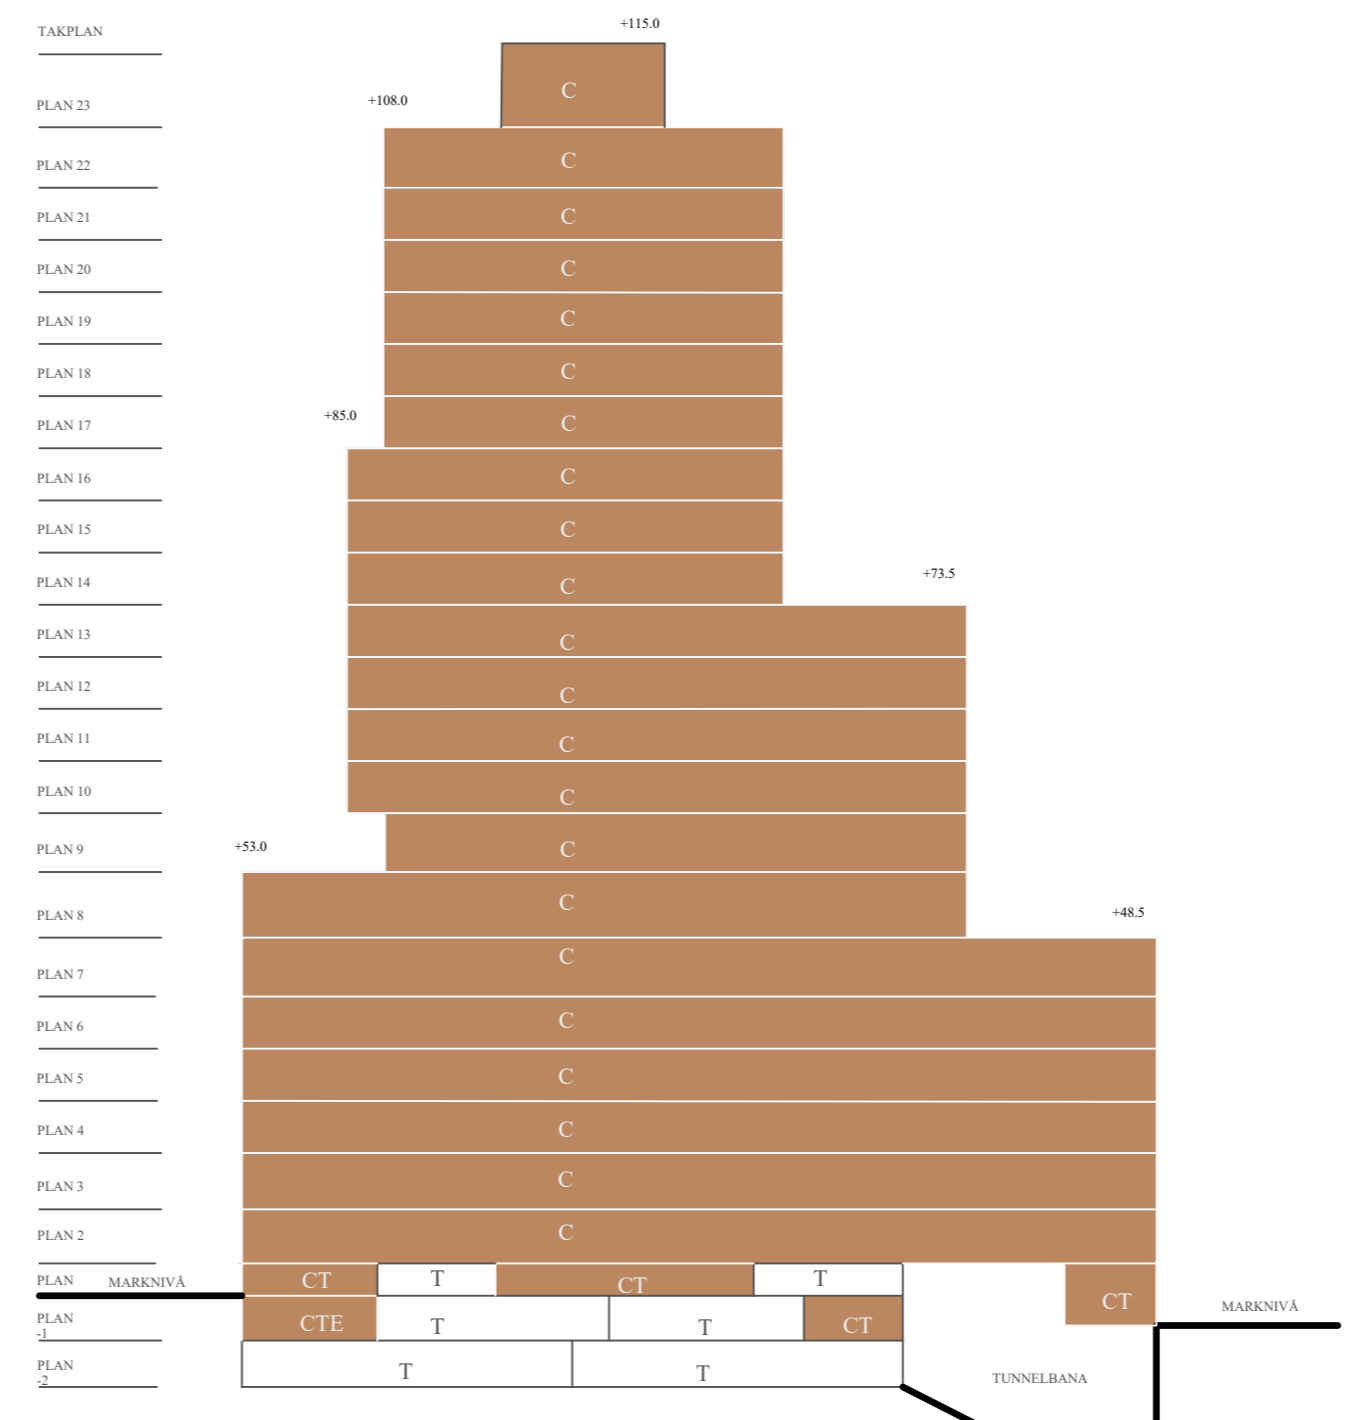 +115.0
TAKPLAN
C
+108.0
PLAN 23
C
PLAN 22
C
PLAN 21
C
PLAN 20
C
PLAN 19
C
PLAN 18
+85.0
C
PLAN 17
C
PLAN 16
C
PLAN 15
+73.5
C
PLAN 14
C
PLAN 13
C
PLAN 12
C
PLAN 11
C
PLAN 10
+53.0
C
PLAN 9
C
+48.5
PLAN 8
C
PLAN 7
C
PLAN 6
C
PLAN 5
C
PLAN 4
C
PLAN 3
C
PLAN 2
PLAN MARKNIVÅ
CT
T
CT
T
CT
MARKNIVÅ
PLAN
-1
CTE
T
T
CT
PLAN
-2
T
T
TUNNELBANA